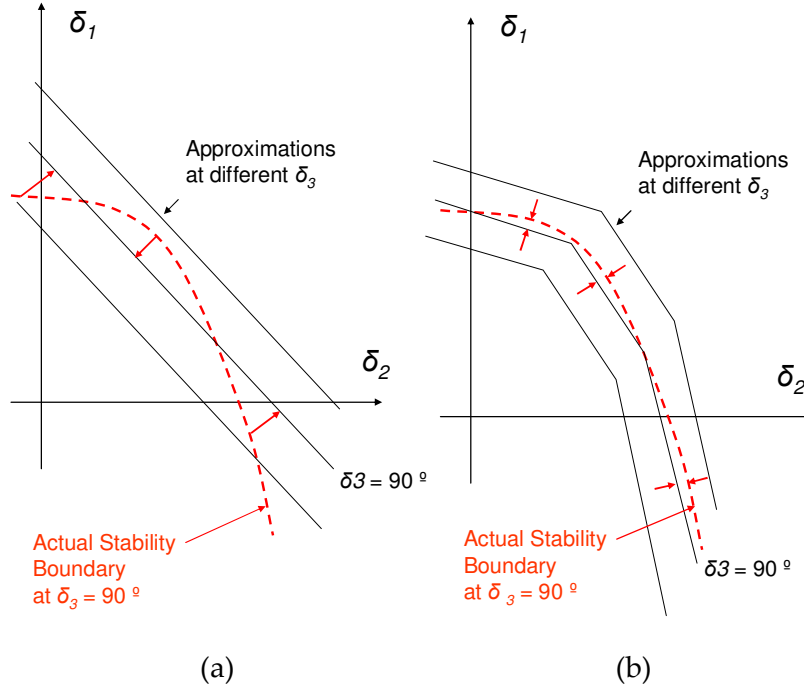 δ1
Approximations
at different δ3
δ2
δ3 = 90 º
Actual Stability
Boundary
at δ3 = 90 º
(a)
δ1
Approximations
at different δ3
δ2
Actual Stability
Boundary
at δ 3 = 90 º
δ3 = 90 º
(b)